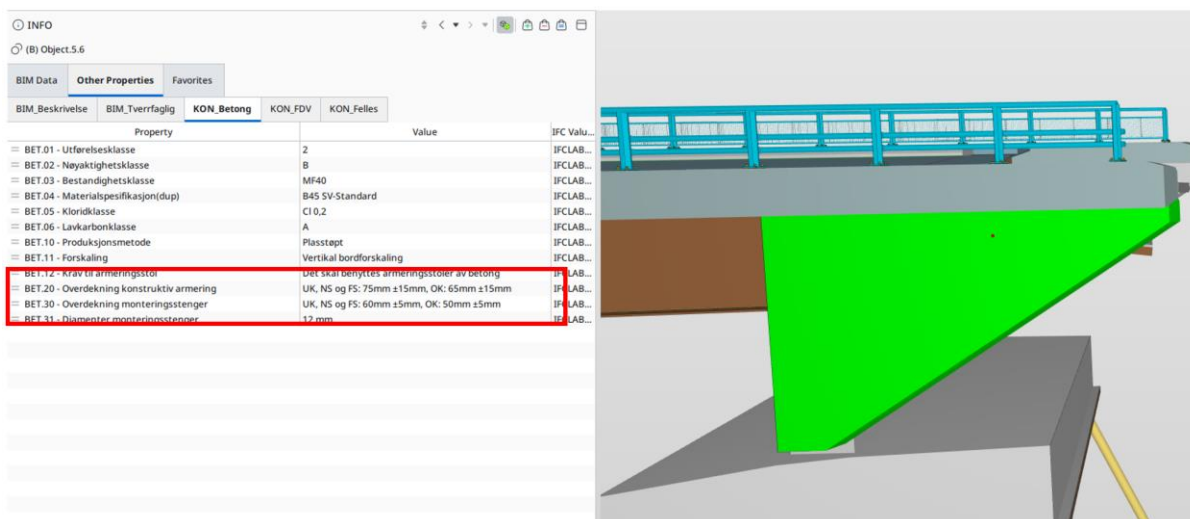 INFO
(B) Object.5.6
BIM Data Other Properties Favorites
BIM_Beskrivelse BIM_Tverrfaglig KON_Betong KON_FDV KON_Felles
Property Value IFC Valu...
BET.01 - Utførelsesklasse 2 IFCLAB...
BET.02 - Nøyaktighetsklasse B IFCLAB...
BET.03 - Bestandighetsklasse MF40 IFCLAB...
BET.04 - Materialspesifikasjon(dup) B45 SV-Standard IFCLAB...
BET.05 - Kloridklasse Cl 0,2 IFCLAB...
BET.06 - Lavkarbonklasse A IFCLAB...
BET.10 - Produksjonsmetode Plasstøpt IFCLAB...
BET.11 - Forskaling Vertikal bordforskaling IFCLAB...
BET.12 - Krav til armeringsstol Det skal benyttes armeringsstoler av betong IFCLAB...
BET.20 - Overdekning konstruktiv armering UK, NS og FS: 75mm ±15mm, OK: 65mm ±15mm IFCLAB...
BET.30 - Overdekning monteringsstenger UK, NS og FS: 60mm ±5mm, OK: 50mm ±5mm IFCLAB...
BET.31 - Diamenter monteringsstenger 12 mm IFCLAB...